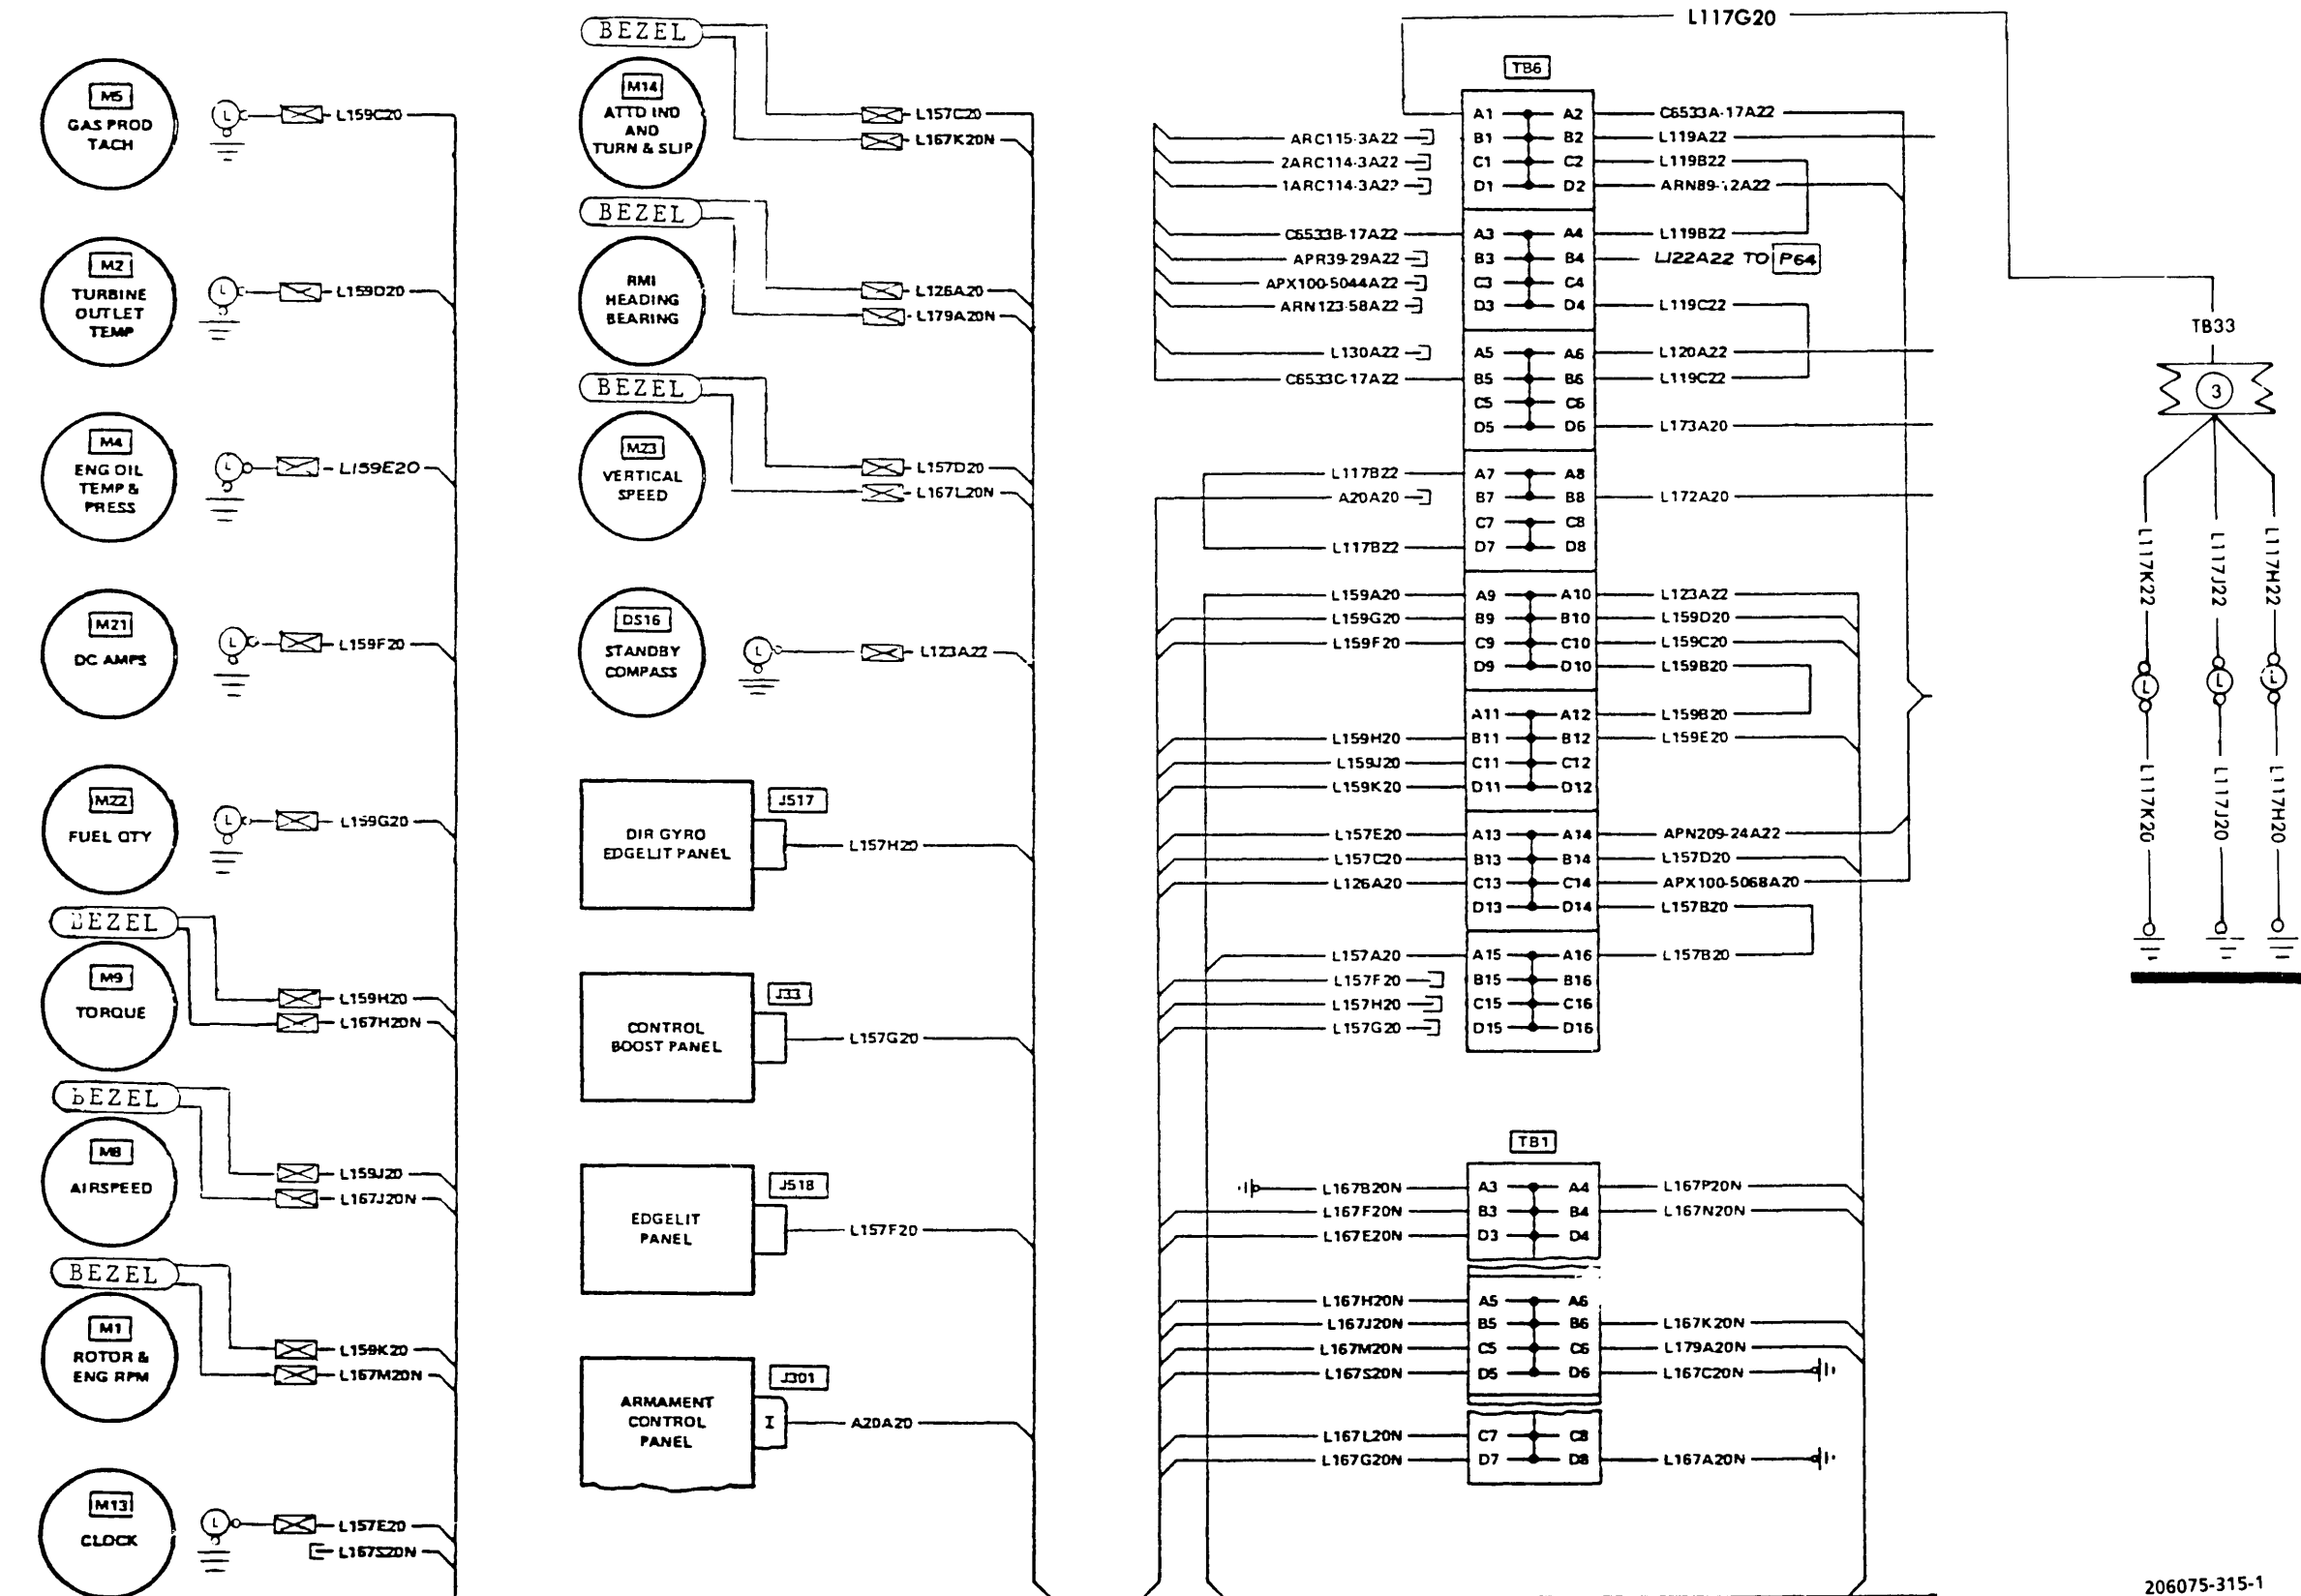 L117G20
M5
GAS PROD
TACH
L
L159C20
M2
TURBINE
OUTLET
TEMP
L
L159D20
M4
ENG OIL
TEMP &
PRESS
L
L159E20
M21
DC AMPS
L
L159F20
M22
FUEL QTY
L
L159G20
BEZEL
M9
TORQUE
L159H20
L167H20N
BEZEL
M8
AIRSPEED
L159J20
L167J20N
BEZEL
M1
ROTOR &
ENG RPM
L159K20
L167M20N
M13
CLOCK
L
L157E20
L167S20N
BEZEL
M14
ATTD IND
AND
TURN & SLIP
L157C20
L167K20N
BEZEL
RMI
HEADING
BEARING
L126A20
L179A20N
BEZEL
M23
VERTICAL
SPEED
L157D20
L167L20N
DS16
STANDBY
COMPASS
L
L123A22
J517
DIR GYRO
EDGELIT PANEL
L157H20
J33
CONTROL
BOOST PANEL
L157G20
J518
EDGELIT
PANEL
L157F20
J301
ARMAMENT
CONTROL
PANEL
I
A20A20
TB6
A1 A2 C6533A-17A22
ARC115-3A22 B1 B2 L119A22
2ARC114-3A22 C1 C2 L119B22
1ARC114-3A22 D1 D2 ARN89-12A22
C6533B-17A22 A3 A4 L119B22
APR39-29A22 B3 B4 L122A22 TO P64
APX100-5044A22 C3 C4
ARN123-58A22 D3 D4 L119C22
L130A22 A5 A6 L120A22
C6533C-17A22 B5 B6 L119C22
C5 C6
D5 D6 L173A20
L117B22 A7 A8
A20A20 B7 B8 L172A20
C7 C8
L117B22 D7 D8
L159A20 A9 A10 L123A22
L159G20 B9 B10 L159D20
L159F20 C9 C10 L159C20
D9 D10 L159B20
A11 A12 L159B20
L159H20 B11 B12 L159E20
L159J20 C11 C12
L159K20 D11 D12
L157E20 A13 A14 APN209-24A22
L157C20 B13 B14 L157D20
L126A20 C13 C14 APX100-5068A20
D13 D14 L157B20
L157A20 A15 A16 L157B20
L157F20 B15 B16
L157H20 C15 C16
L157G20 D15 D16
TB1
L167B20N A3 A4 L167P20N
L167F20N B3 B4 L167N20N
L167E20N D3 D4
L167H20N A5 A6
L167J20N B5 B6 L167K20N
L167M20N C5 C6 L179A20N
L167S20N D5 D6 L167C20N
L167L20N C7 C8
L167G20N D7 D8 L167A20N
TB33
3
L117K22
L117J22
L117H22
L
L
L
L117K20
L117J20
L117H20
206075-315-1